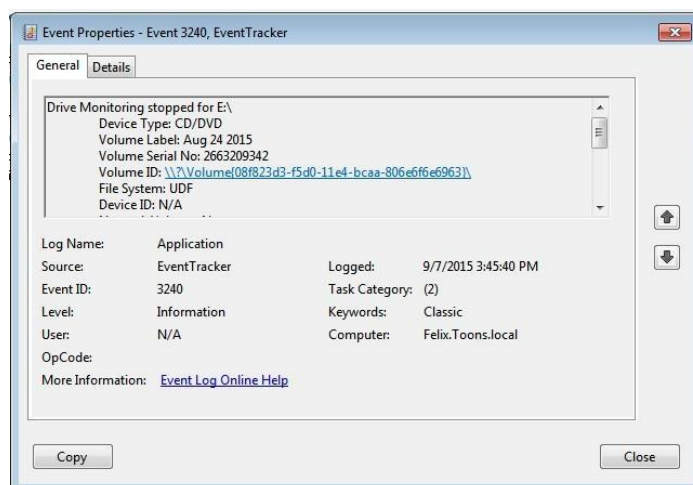 Event Properties - Event 3240, EventTracker
General Details
Drive Monitoring stopped for E:\
Device Type: CD/DVD
Volume Label: Aug 24 2015
Volume Serial No: 2663209342
Volume ID: \\?\Volume{08f823d3-f5d0-11e4-bcaa-806e6f6e6963}\
File System: UDF
Device ID: N/A
Log Name: Application
Source: EventTracker Logged: 9/7/2015 3:45:40 PM
Event ID: 3240 Task Category: (2)
Level: Information Keywords: Classic
User: N/A Computer: Felix.Toons.local
OpCode:
More Information: Event Log Online Help
Copy Close